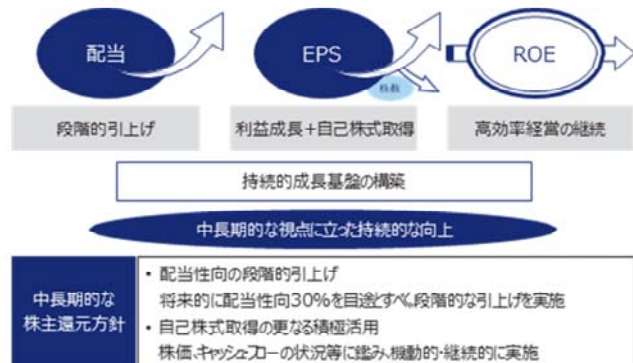 配当
EPS
ROE
株数
段階的引上げ
利益成長+自己株式取得
高効率経営の継続
持続的成長基盤の構築
中長期的な視点に立った持続的な向上
中長期的な
株主還元方針
・ 配当性向の段階的引上げ
将来的に配当性向30%を目途とすべく、段階的な引上げを実施
・ 自己株式取得の更なる積極活用
株価、キャッシュフローの状況等に鑑み、機動的・継続的に実施